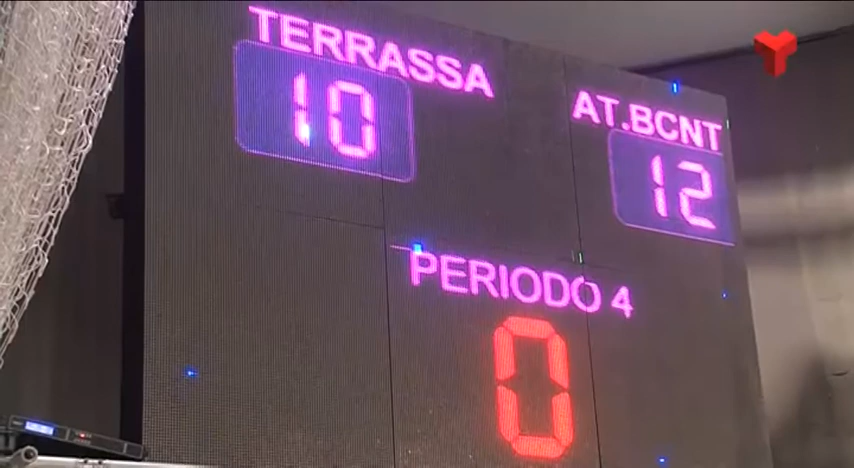 TERRASSA
10
AT.BCNT
12
PERIODO 4
0